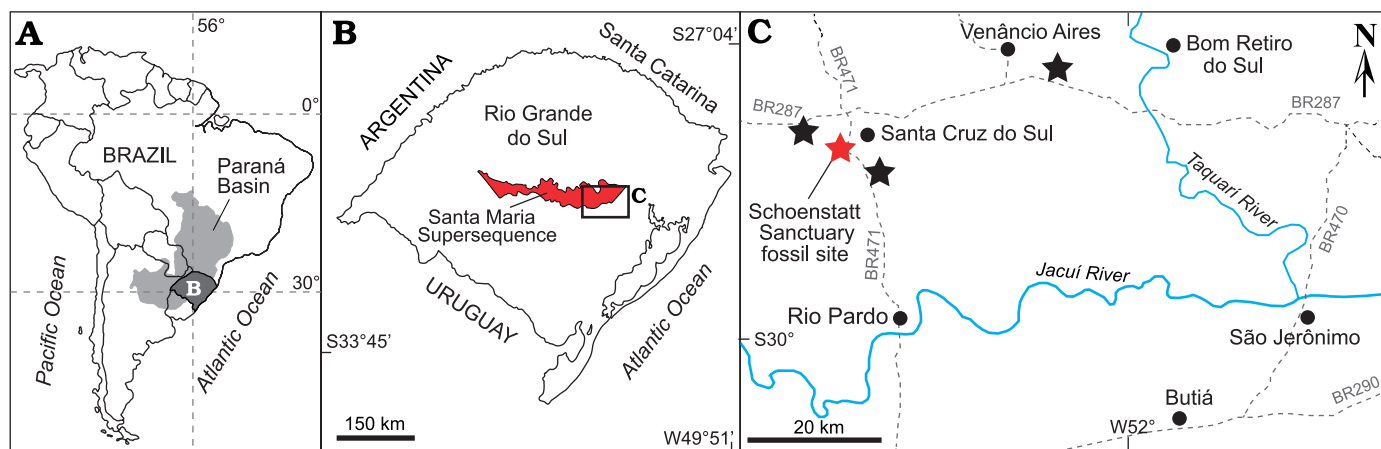 A
56°
0°
BRAZIL
Paraná
Basin
B
30°
Pacific Ocean
Atlantic Ocean
B
S27°04’
Santa Catarina
ARGENTINA
Rio Grande
do Sul
C
Santa Maria
Supersequence
URUGUAY
Atlantic Ocean
S33°45’
150 km
W49°51’
C
N
Venâncio Aires
Bom Retiro
do Sul
BR471
BR287
BR287
Santa Cruz do Sul
Taquarí River
Schoenstatt
Sanctuary
fossil site
BR471
BR470
Jacuí River
Rio Pardo
São Jerônimo
S30°
Butiá
BR290
W52°
20 km